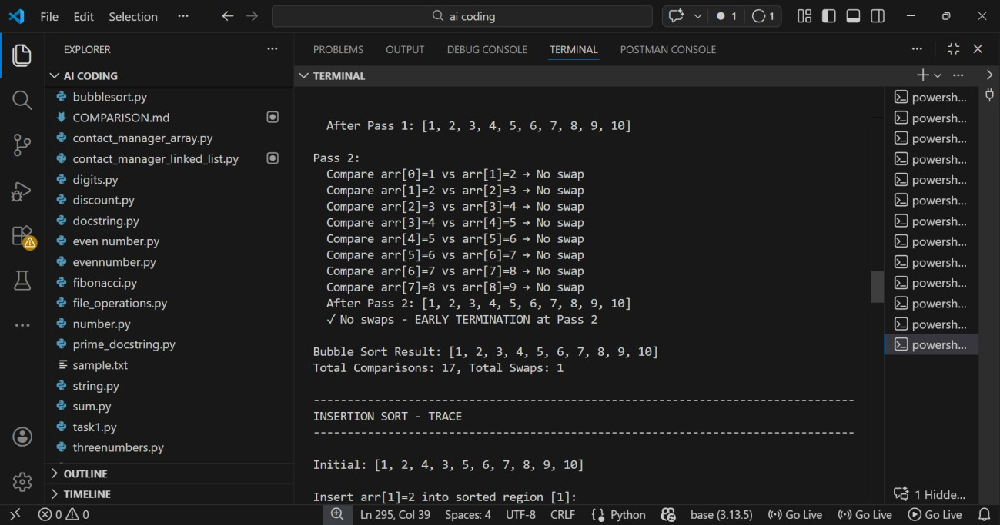 File Edit Selection ··· ai coding 1 1
EXPLORER ···
AI CODING
bubblesort.py
COMPARISON.md
contact_manager_array.py
contact_manager_linked_list.py
digits.py
discount.py
docstring.py
even number.py
evennumber.py
fibonacci.py
file_operations.py
number.py
prime_docstring.py
sample.txt
string.py
sum.py
task1.py
threenumbers.py
OUTLINE
TIMELINE
PROBLEMS OUTPUT DEBUG CONSOLE TERMINAL POSTMAN CONSOLE
TERMINAL
After Pass 1: [1, 2, 3, 4, 5, 6, 7, 8, 9, 10]
Pass 2:
Compare arr[0]=1 vs arr[1]=2 → No swap
Compare arr[1]=2 vs arr[2]=3 → No swap
Compare arr[2]=3 vs arr[3]=4 → No swap
Compare arr[3]=4 vs arr[4]=5 → No swap
Compare arr[4]=5 vs arr[5]=6 → No swap
Compare arr[5]=6 vs arr[6]=7 → No swap
Compare arr[6]=7 vs arr[7]=8 → No swap
Compare arr[7]=8 vs arr[8]=9 → No swap
After Pass 2: [1, 2, 3, 4, 5, 6, 7, 8, 9, 10]
✓ No swaps - EARLY TERMINATION at Pass 2
Bubble Sort Result: [1, 2, 3, 4, 5, 6, 7, 8, 9, 10]
Total Comparisons: 17, Total Swaps: 1
--------------------------------------------------------------------------------
INSERTION SORT - TRACE
--------------------------------------------------------------------------------
Initial: [1, 2, 4, 3, 5, 6, 7, 8, 9, 10]
Insert arr[1]=2 into sorted region [1]:
powersh...
powersh...
powersh...
powersh...
powersh...
powersh...
powersh...
powersh...
powersh...
powersh...
powersh...
powersh...
powersh...
1 Hidde...
0 0 Ln 295, Col 39 Spaces: 4 UTF-8 CRLF { } Python base (3.13.5) Go Live Go Live Go Live